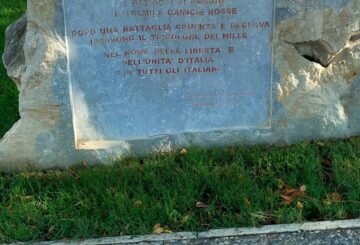 E TREMILA CAMICIE ROSSE
DOPO UNA BATTAGLIA CRUENTA E DECISIVA
IL TRICOLORE DEI MILLE
NEL NOME DELLA LIBERTA' E
DELL'UNITA' D'ITALIA
E DI TUTTI GLI ITALIANI